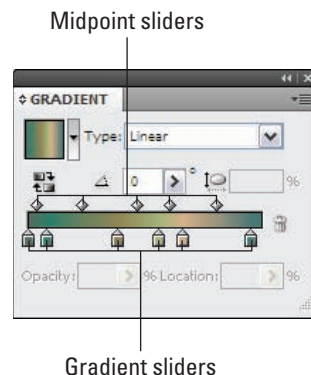 Midpoint sliders
GRADIENT
Type: Linear
0 ° %
Opacity: % Location: %
Gradient sliders